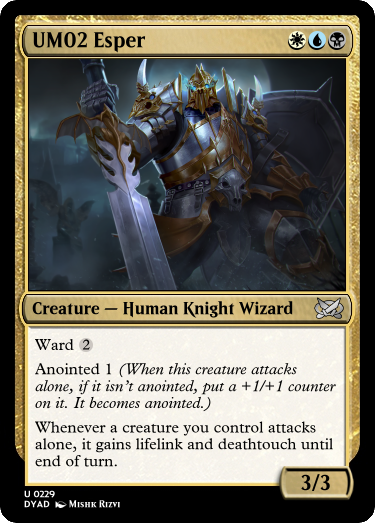 UM02 Esper
Creature — Human Knight Wizard
Ward 2
Anointed 1 (When this creature attacks
alone, if it isn't anointed, put a +1/+1 counter
on it. It becomes anointed.)
Whenever a creature you control attacks
alone, it gains lifelink and deathtouch until
end of turn.
3/3
U 0229
DYAD Mishk Rizvi